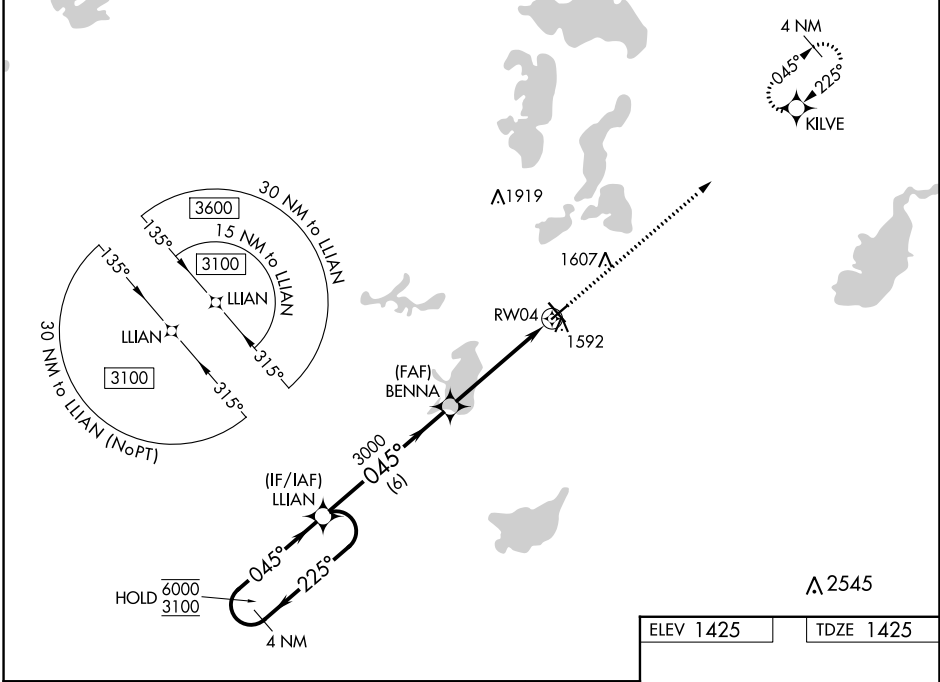 4 NM
045°
225°
KILVE
30 NM to LLIAN
3600
15 NM to LLIAN
3100
135°
LLIAN
315°
135°
LLIAN
3100
315°
30 NM to LLIAN (NoPT)
1919
1607
RW04
1592
(FAF)
BENNA
3000
045°
(6)
(IF/IAF)
LLIAN
045°
225°
HOLD 6000
3100
4 NM
2545
ELEV 1425
TDZE 1425